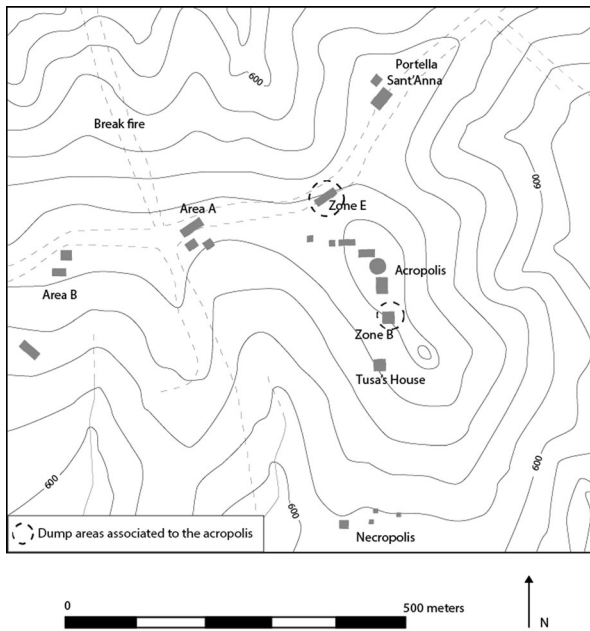 600
Portella
Sant'Anna
Break fire
600
Area A
Zone E
Acropolis
Area B
Zone B
Tusa's House
600
600
600
Dump areas associated to the acropolis
Necropolis
0
500 meters
N